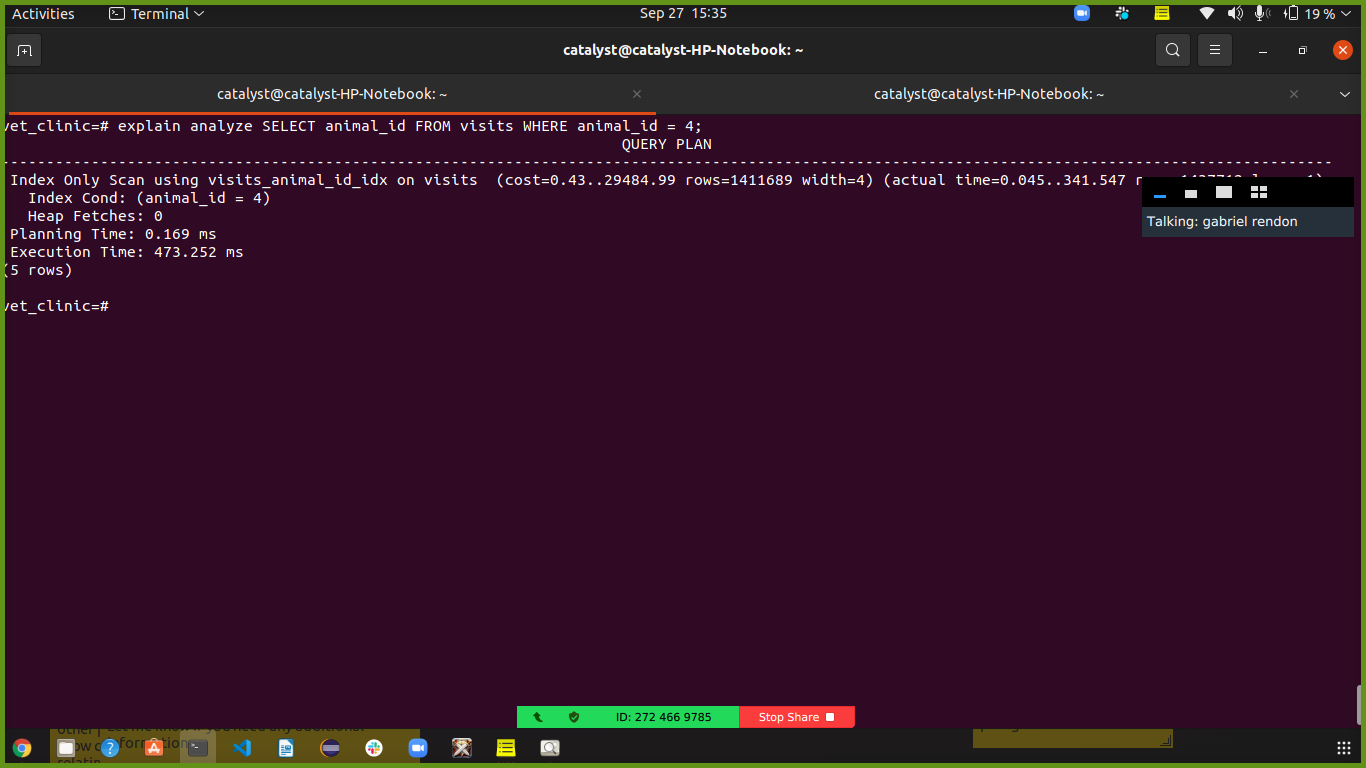 Activities
Terminal
Sep 27 15:35
19 %
catalyst@catalyst-HP-Notebook: ~
catalyst@catalyst-HP-Notebook: ~
catalyst@catalyst-HP-Notebook: ~
vet_clinic=# explain analyze SELECT animal_id FROM visits WHERE animal_id = 4;
QUERY PLAN
Index Only Scan using visits_animal_id_idx on visits (cost=0.43..29484.99 rows=1411689 width=4) (actual time=0.045..341.547
Index Cond: (animal_id = 4)
Heap Fetches: 0
Planning Time: 0.169 ms
Execution Time: 473.252 ms
(5 rows)
Talking: gabriel rendon
vet_clinic=#
ID: 272 466 9785
Stop Share